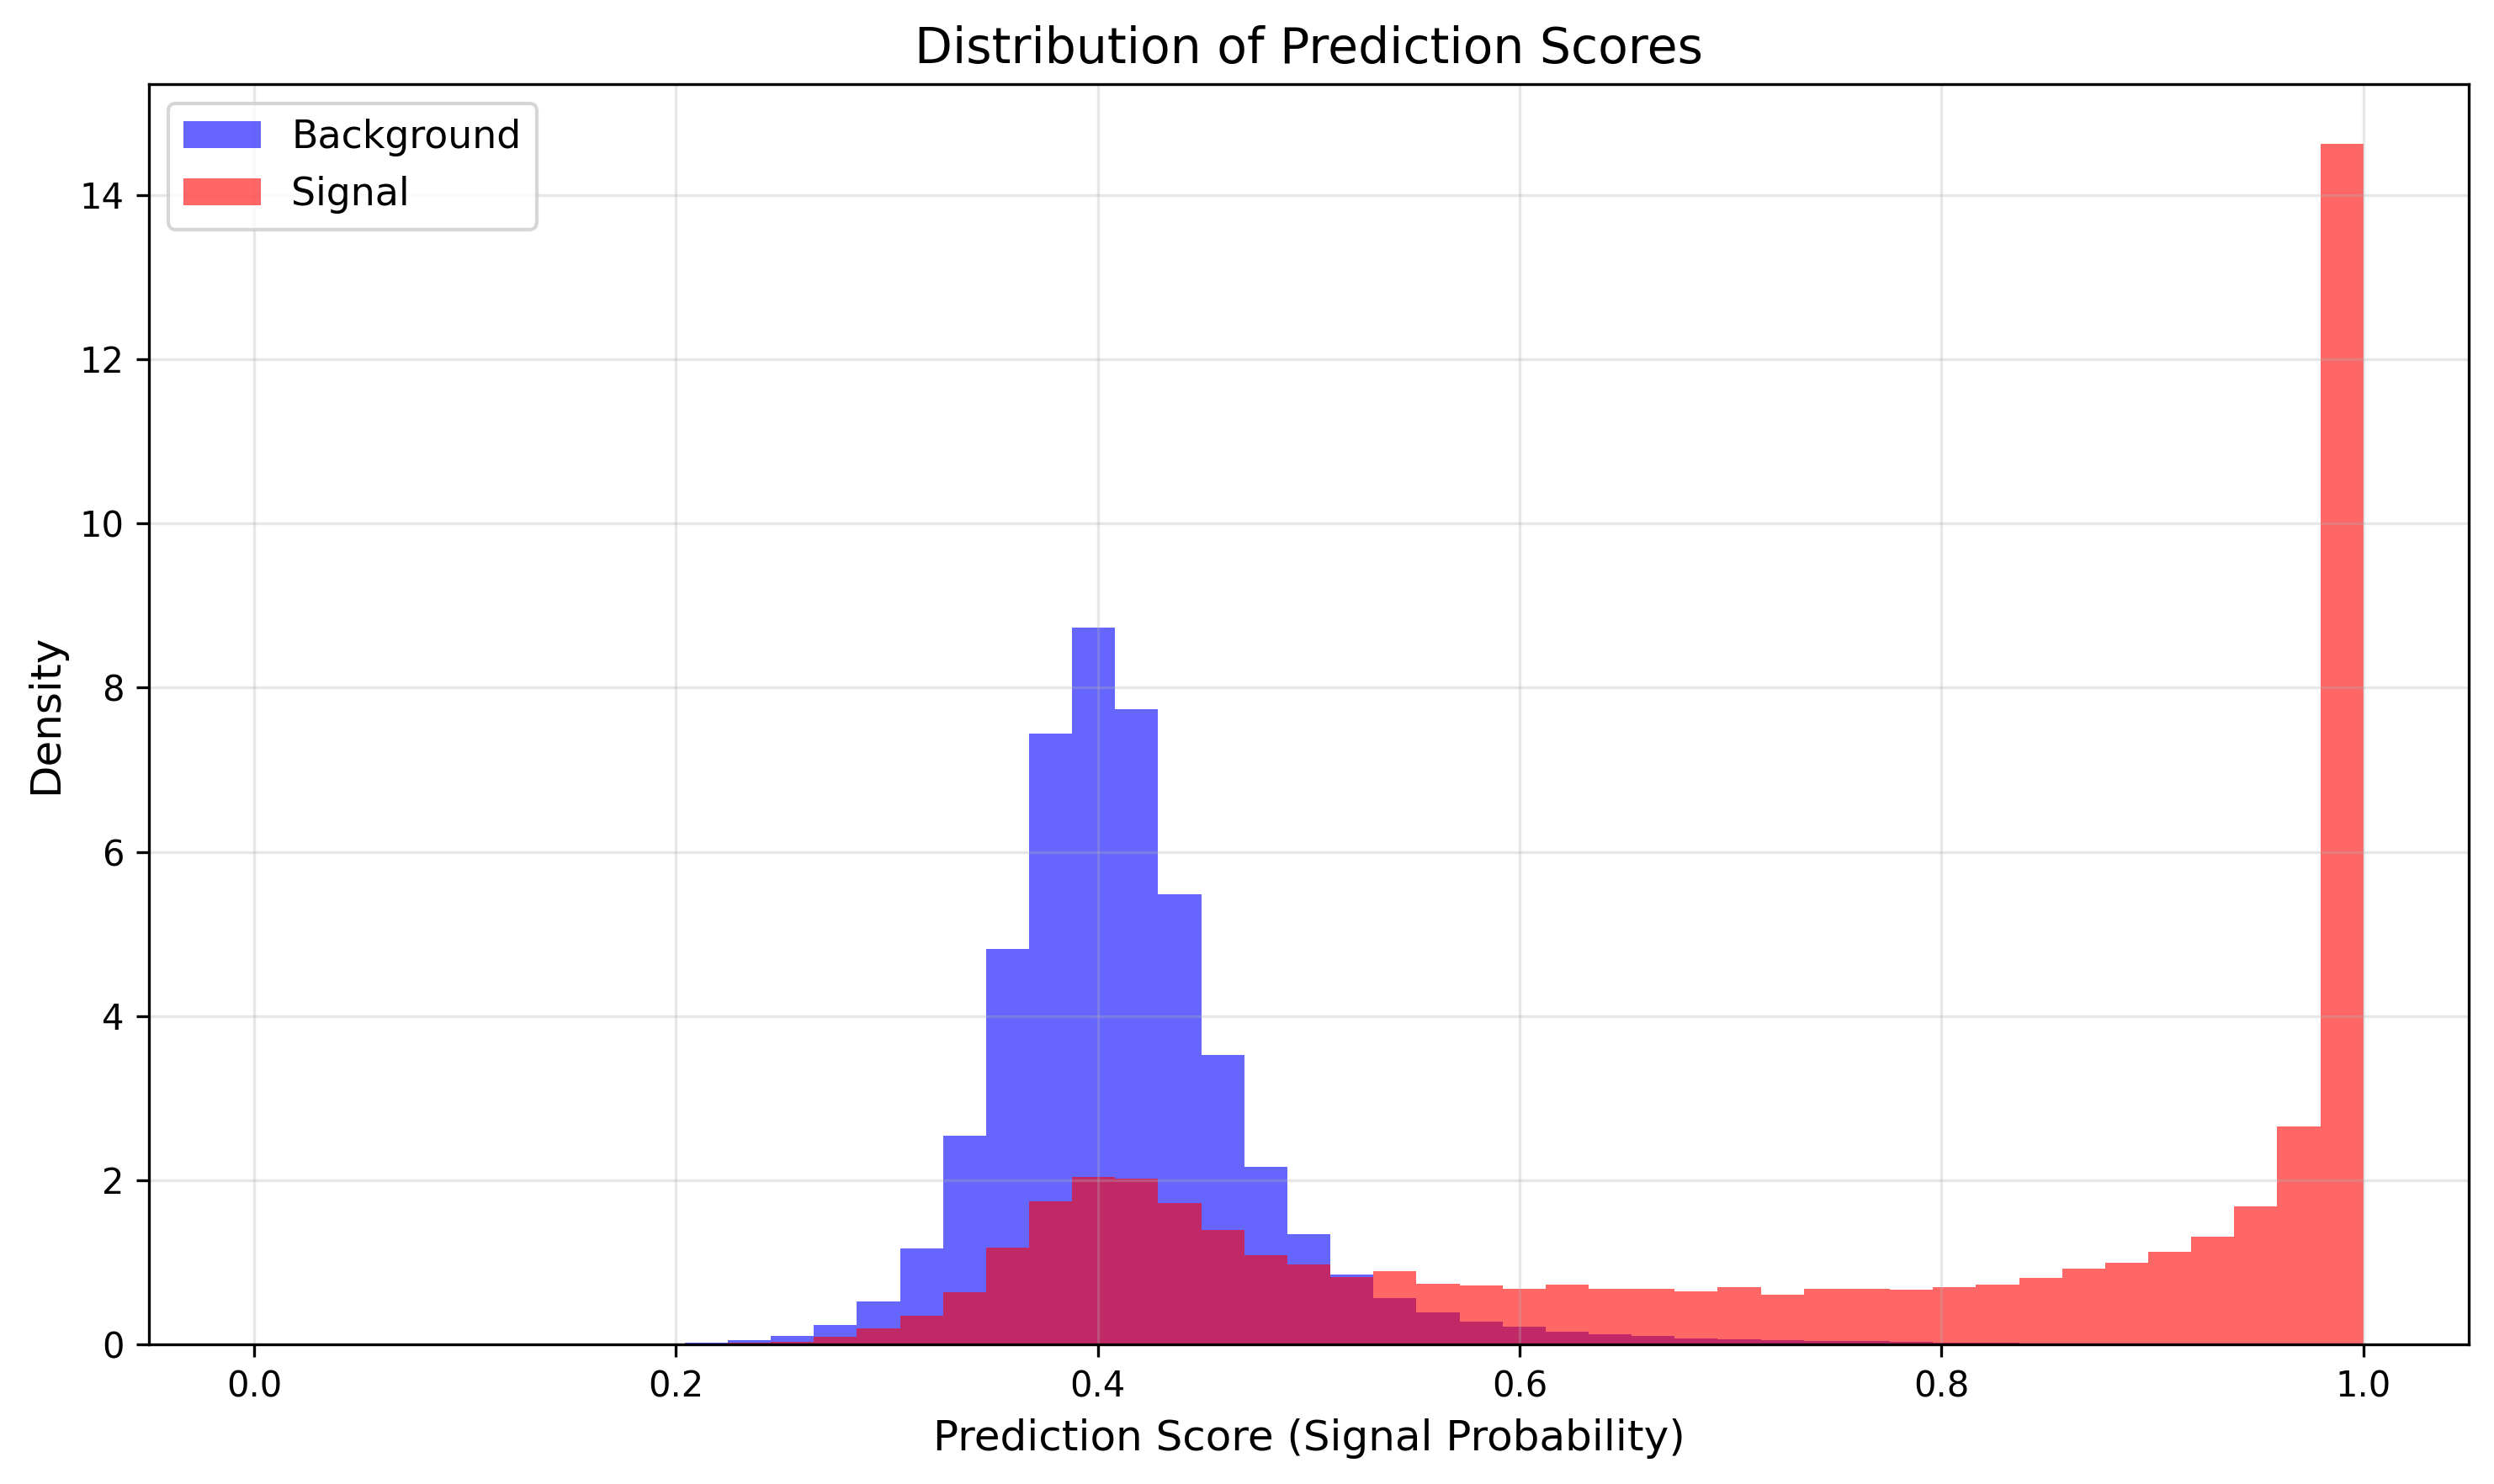 Distribution of Prediction Scores
Background
Signal
14
12
10
8
6
4
2
0
Density
0.0 0.2 0.4 0.6 0.8 1.0
Prediction Score (Signal Probability)